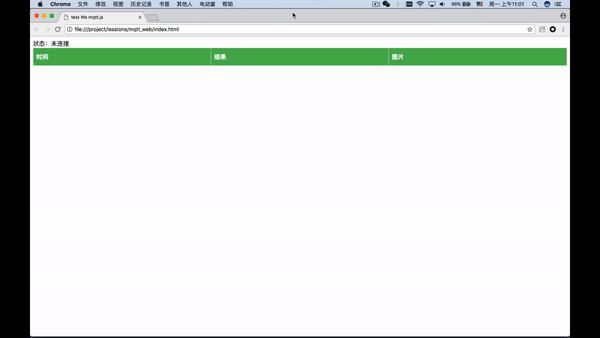 Chrome 文件 修改 视图 历史记录 书签 其他人 电动窗 帮助 96% 周一 上午11:01
test Ws mqtt.js
file:///project/lessions/mqtt_web/index.html
状态：未连接
时间 结果 图片